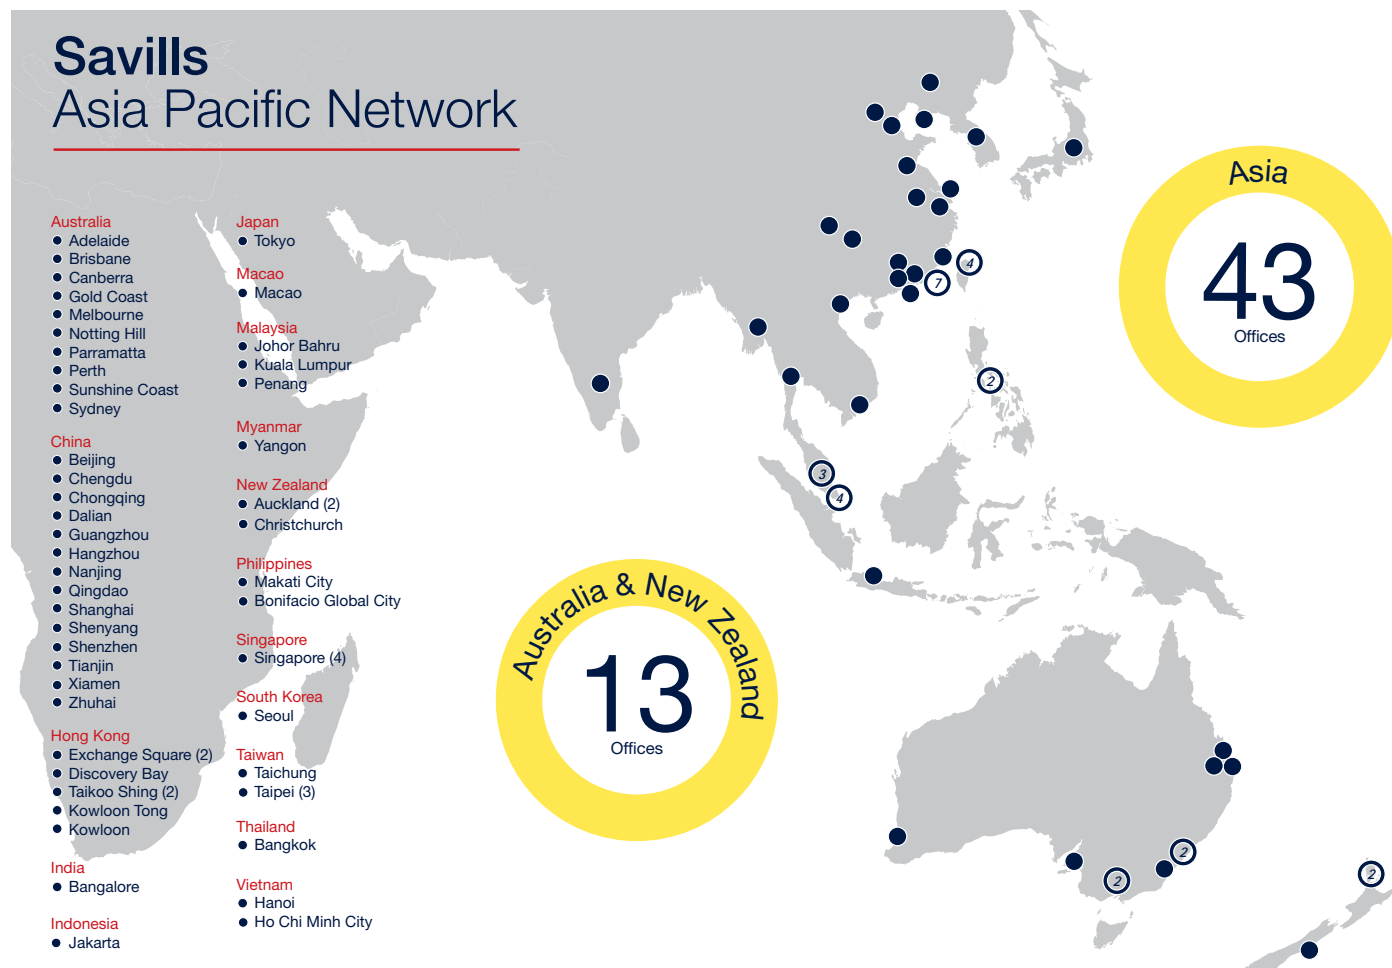 Savills
Asia Pacific Network
Australia
Adelaide
Brisbane
Canberra
Gold Coast
Melbourne
Notting Hill
Parramatta
Perth
Sunshine Coast
Sydney
China
Beijing
Chengdu
Chongqing
Dalian
Guangzhou
Hangzhou
Nanjing
Qingdao
Shanghai
Shenyang
Shenzhen
Tianjin
Xiamen
Zhuhai
Hong Kong
Exchange Square (2)
Discovery Bay
Taikoo Shing (2)
Kowloon Tong
Kowloon
India
Bangalore
Indonesia
Jakarta
Japan
Tokyo
Macao
Macao
Malaysia
Johor Bahru
Kuala Lumpur
Penang
Myanmar
Yangon
New Zealand
Auckland (2)
Christchurch
Philippines
Makati City
Bonifacio Global City
Singapore
Singapore (4)
South Korea
Seoul
Taiwan
Taichung
Taipei (3)
Thailand
Bangkok
Vietnam
Hanoi
Ho Chi Minh City
Asia
43
Offices
4
7
2
3
4
Australia & New Zealand
13
Offices
2
2
2